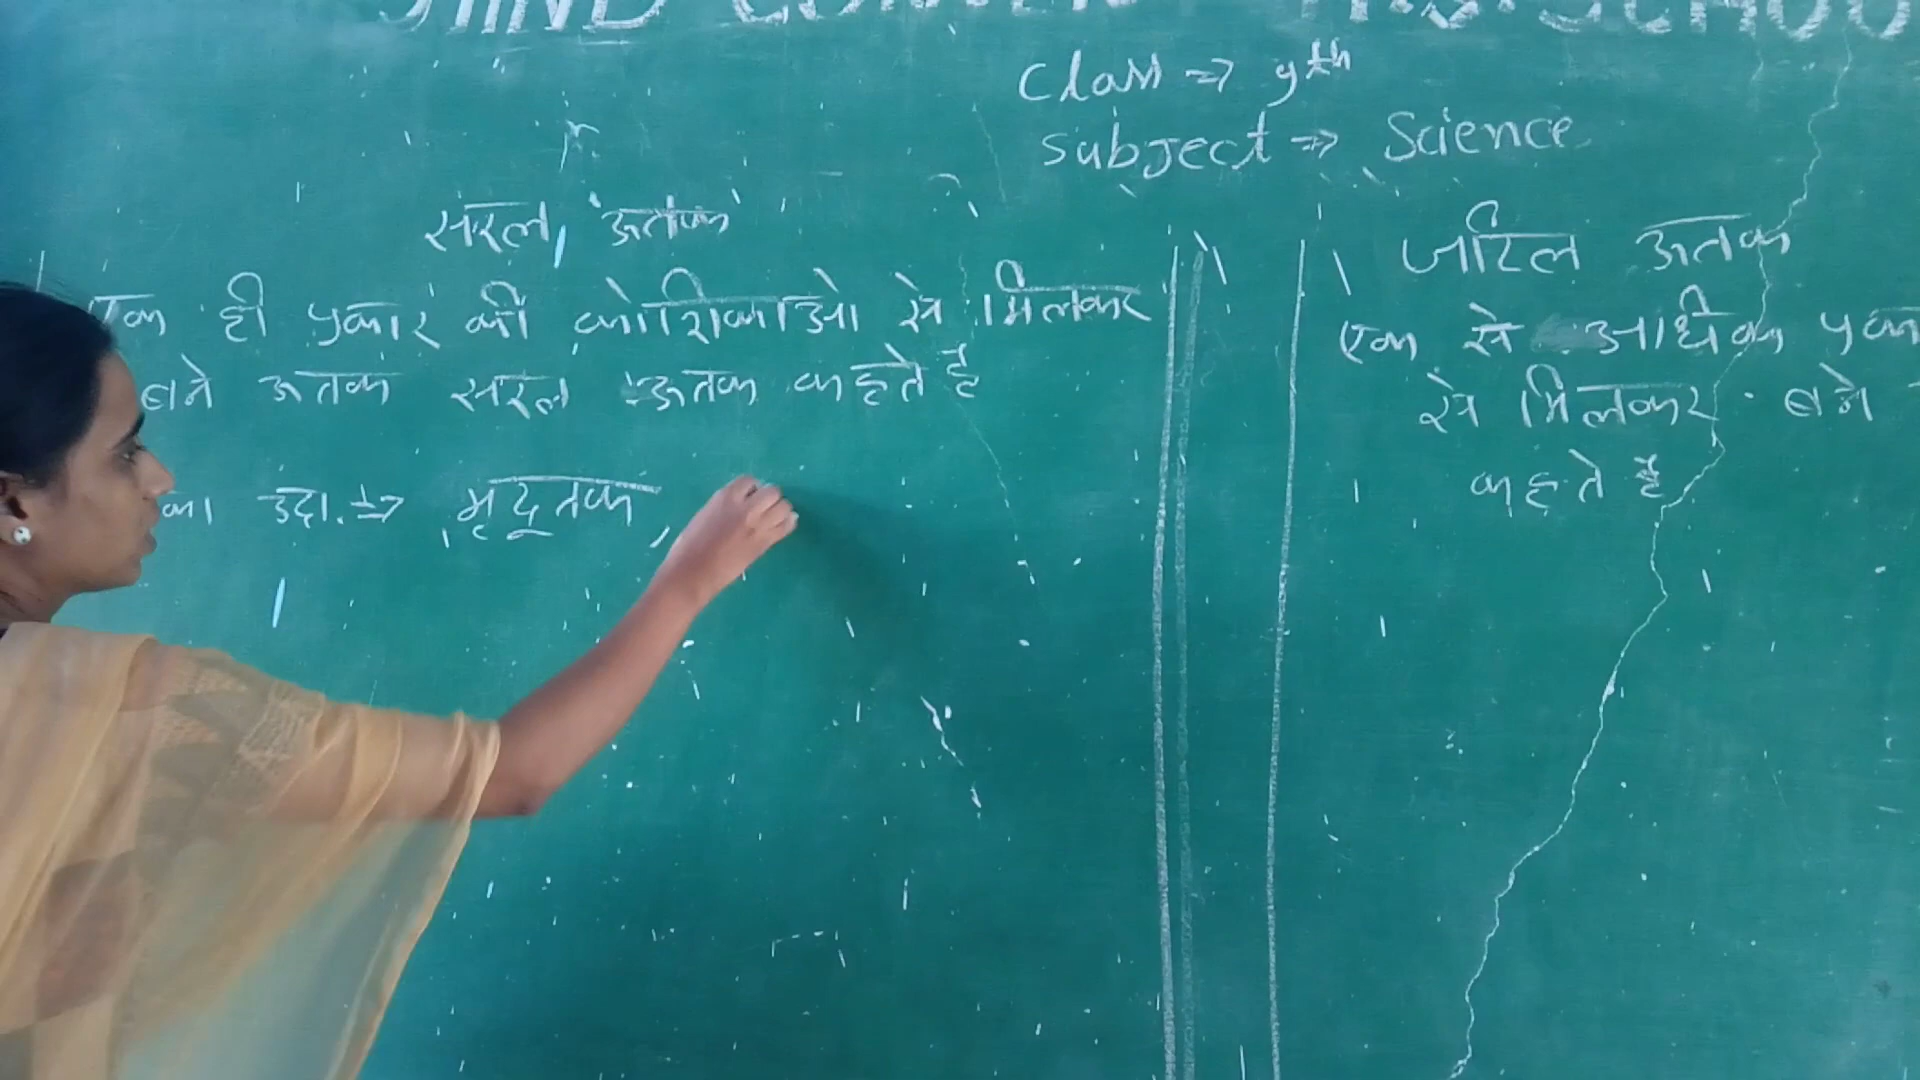 Class => 9th
Subject => Science
सरल ऊतक
एक ही प्रकार की कोशिकाओ से मिलकर
बने ऊतक सरल ऊतक कहते है
का उदा. => मृदूतक,
जटिल ऊतक
एक से अधिक प्रक
से मिलकर बने
कहते है